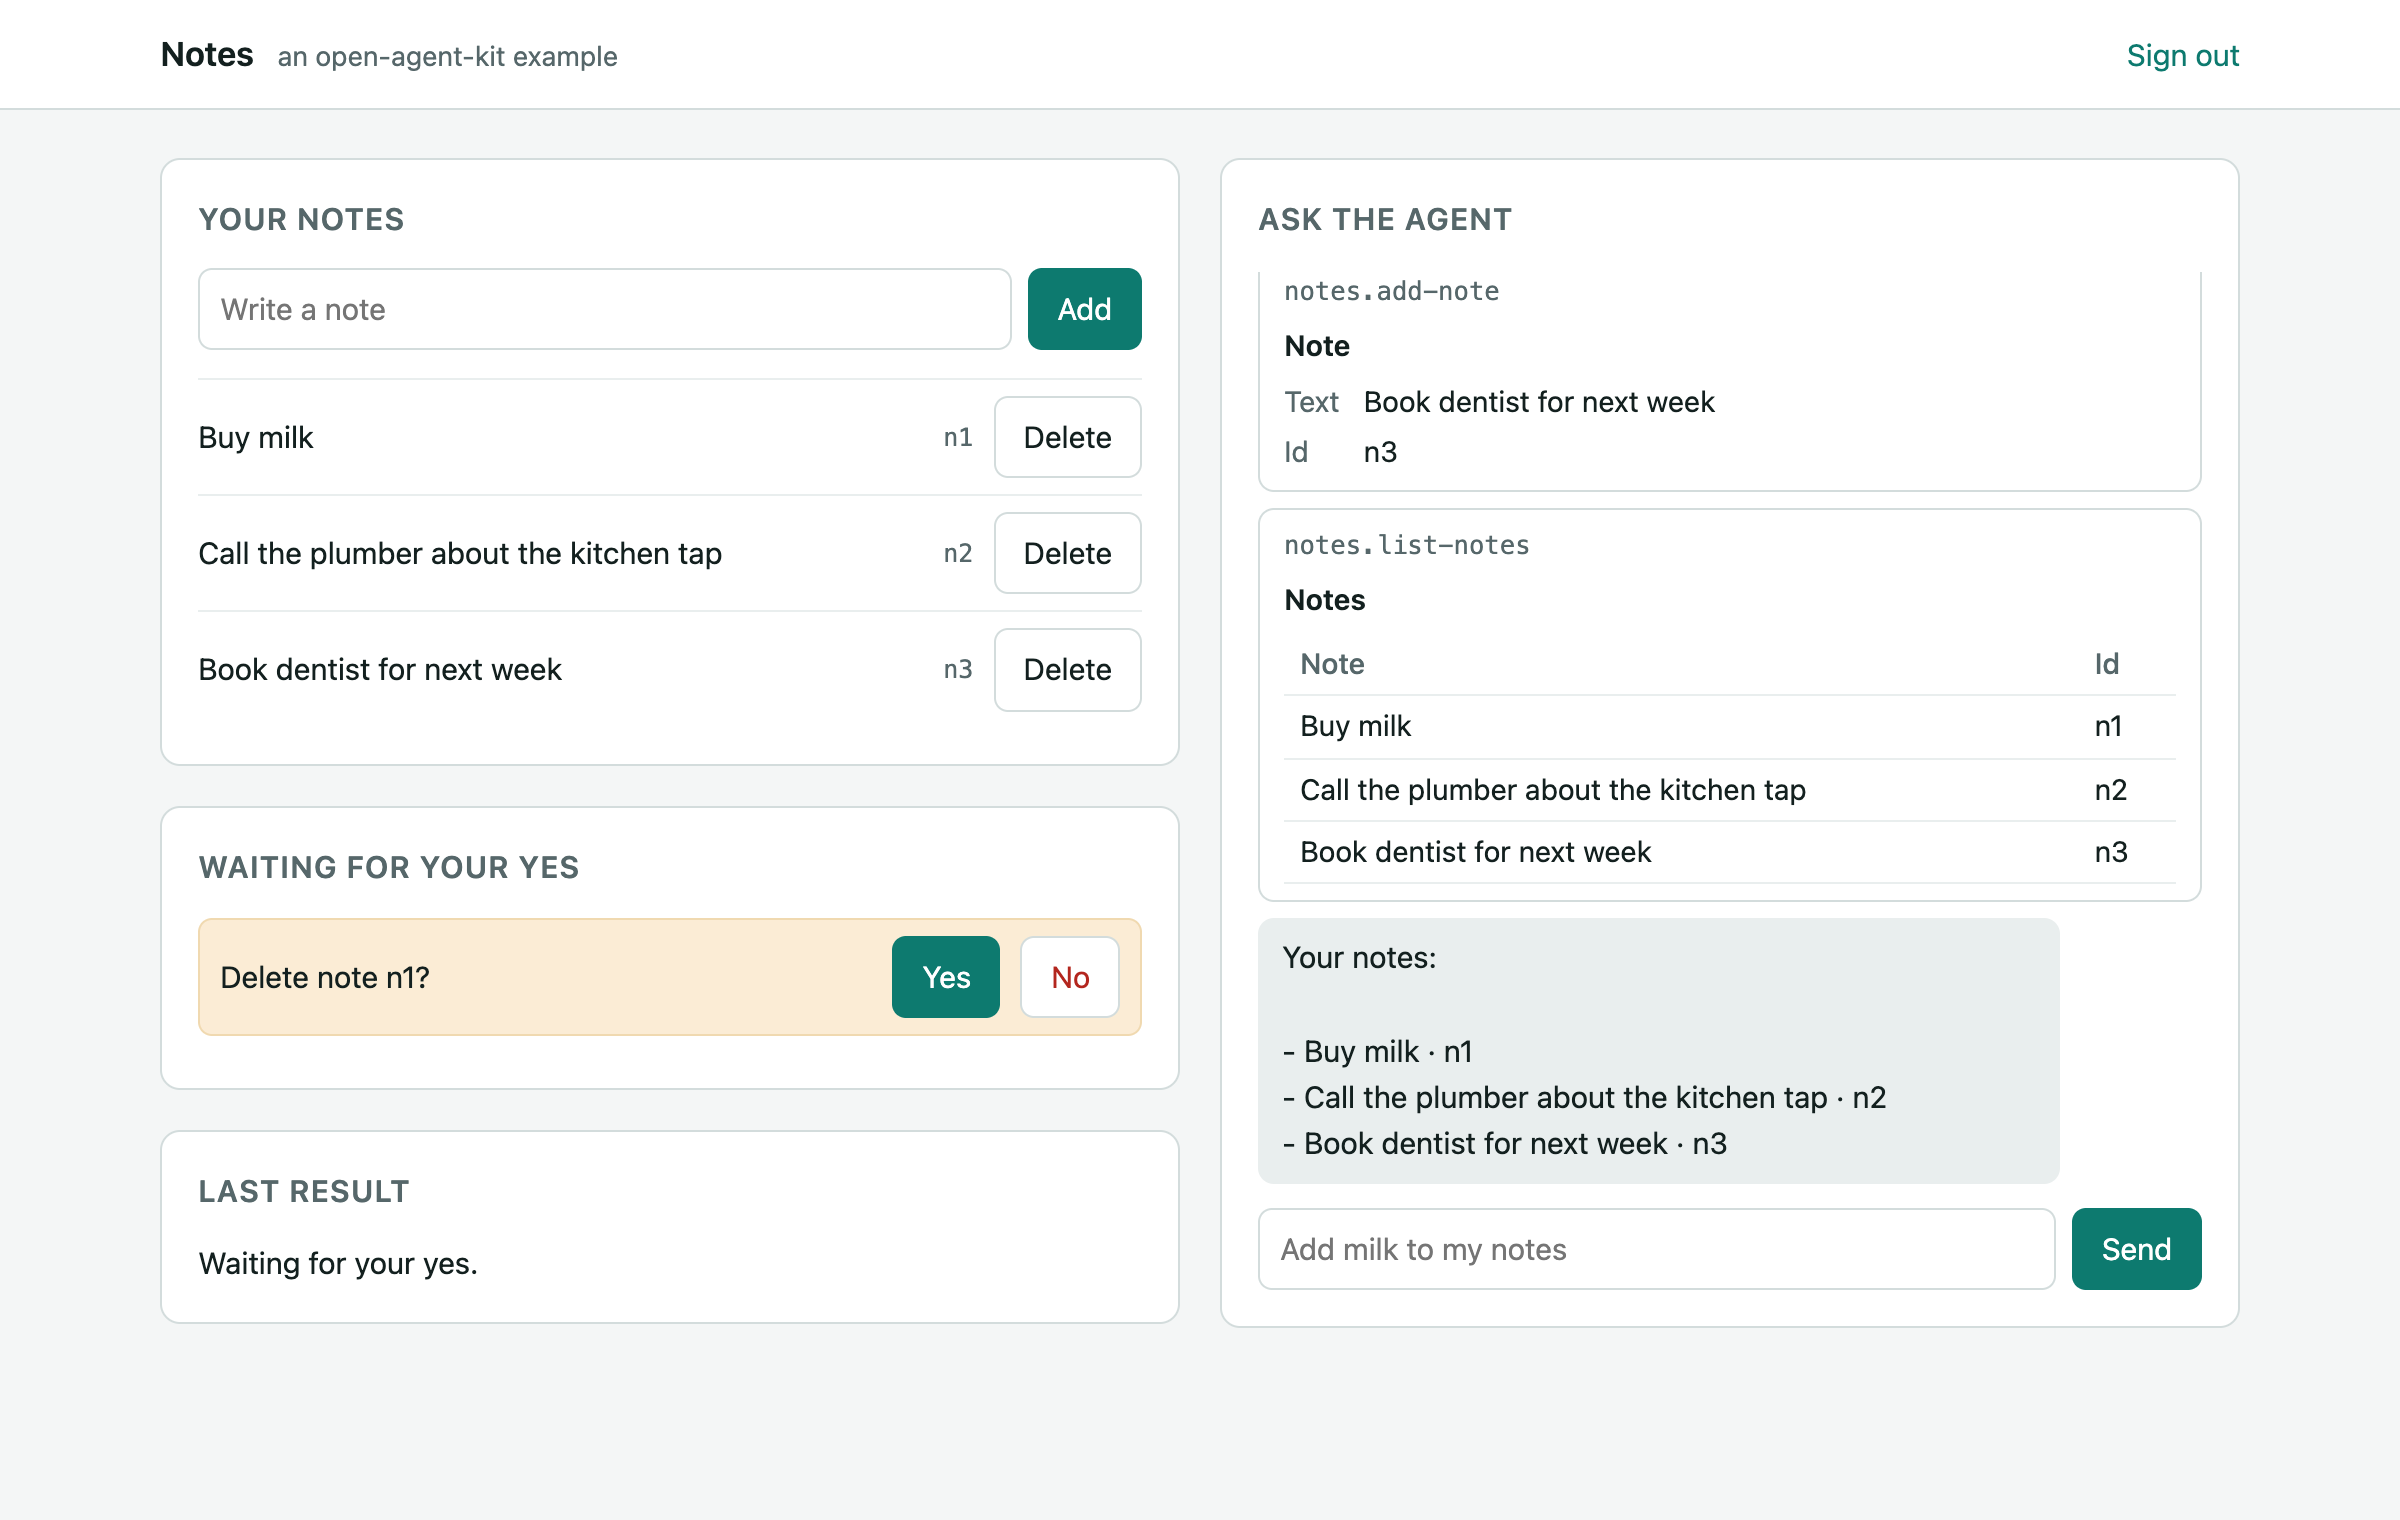 Notes an open-agent-kit example
Sign out
YOUR NOTES
Write a note
Add
Buy milk n1 Delete
Call the plumber about the kitchen tap n2 Delete
Book dentist for next week n3 Delete
WAITING FOR YOUR YES
Delete note n1? Yes No
LAST RESULT
Waiting for your yes.
ASK THE AGENT
notes.add-note
Note
Text Book dentist for next week
Id n3
notes.list-notes
Notes
Note Id
Buy milk n1
Call the plumber about the kitchen tap n2
Book dentist for next week n3
Your notes:
- Buy milk · n1
- Call the plumber about the kitchen tap · n2
- Book dentist for next week · n3
Add milk to my notes
Send